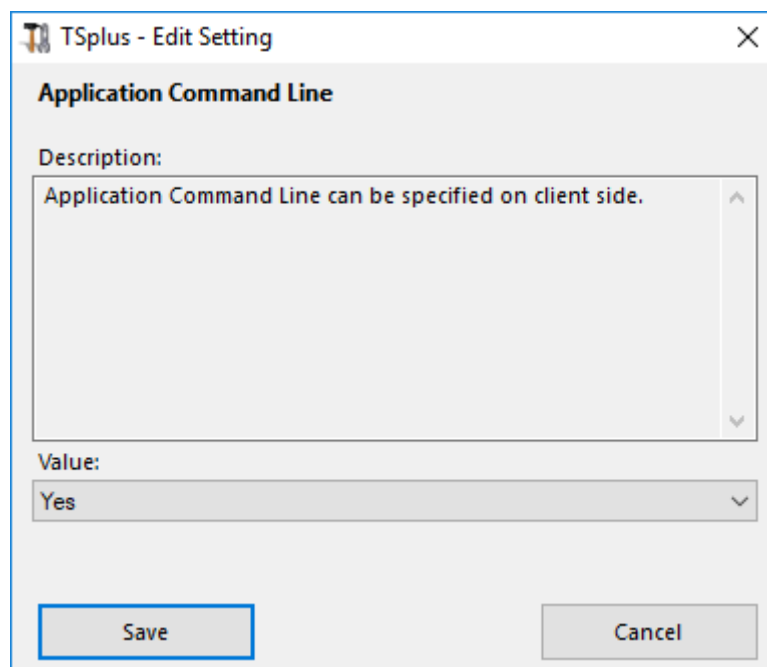 TSplus - Edit Setting
Application Command Line
Description:
Application Command Line can be specified on client side.
Value:
Yes
Save
Cancel